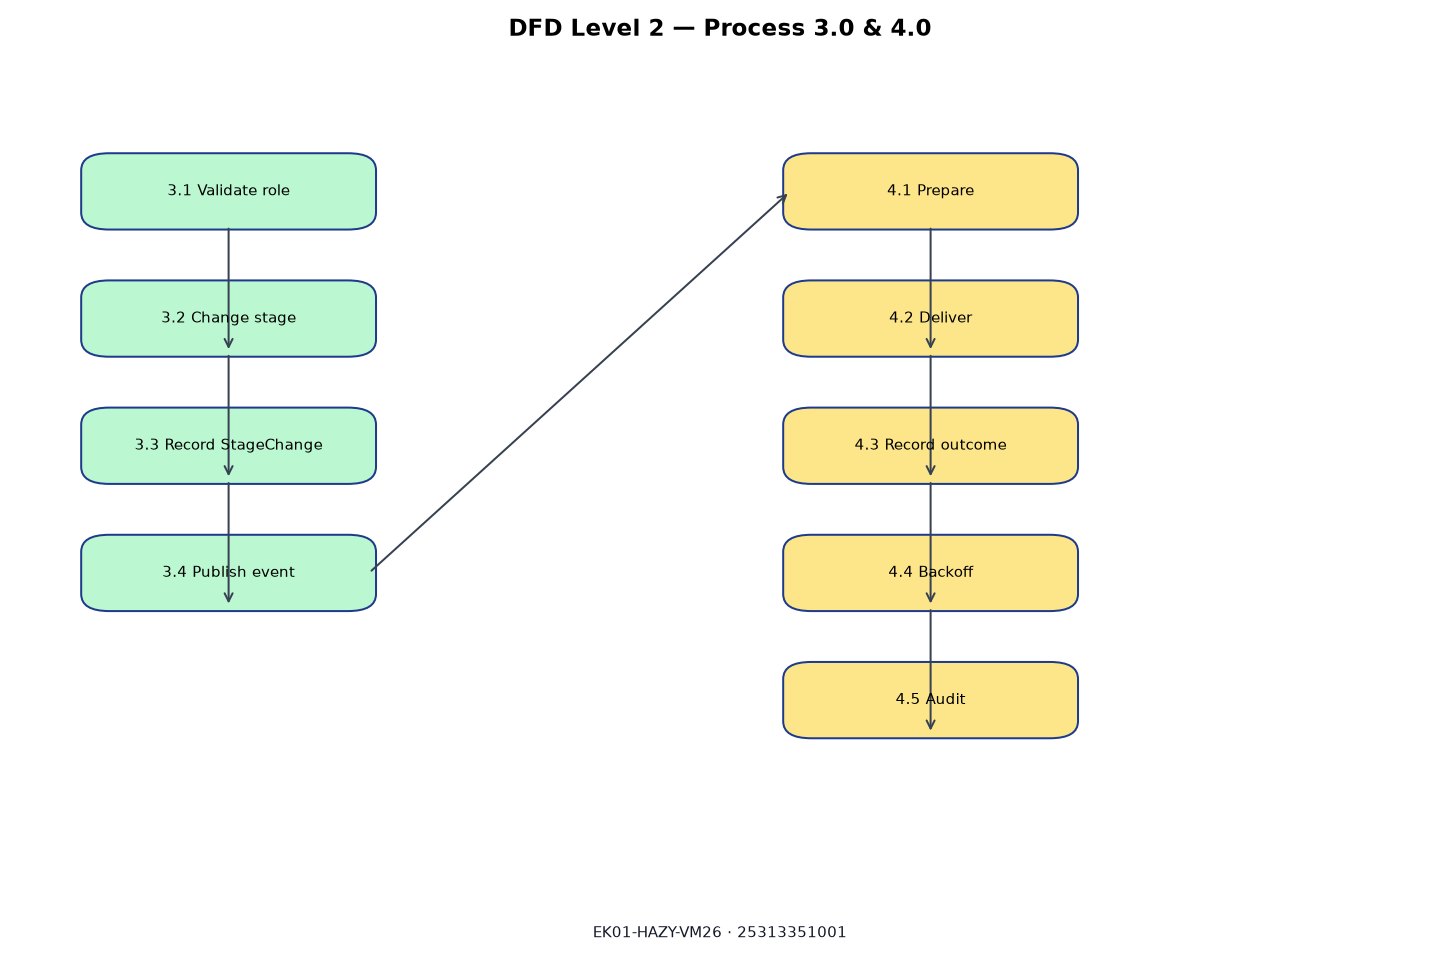 DFD Level 2 — Process 3.0 & 4.0
3.1 Validate role
3.2 Change stage
3.3 Record StageChange
3.4 Publish event
4.1 Prepare
4.2 Deliver
4.3 Record outcome
4.4 Backoff
4.5 Audit
EK01-HAZY-VM26 · 25313351001